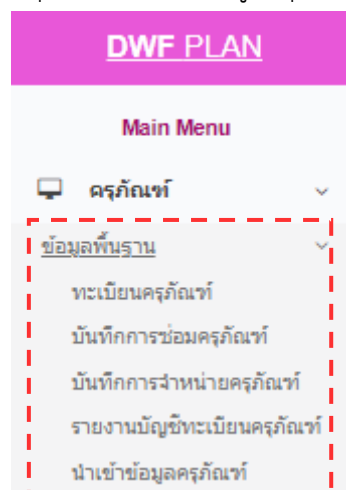 DWF PLAN
Main Menu
ครุภัณฑ์
ข้อมูลพื้นฐาน
ทะเบียนครุภัณฑ์
บันทึกการซ่อมครุภัณฑ์
บันทึกการจำหน่ายครุภัณฑ์
รายงานบัญชีทะเบียนครุภัณฑ์
นำเข้าข้อมูลครุภัณฑ์